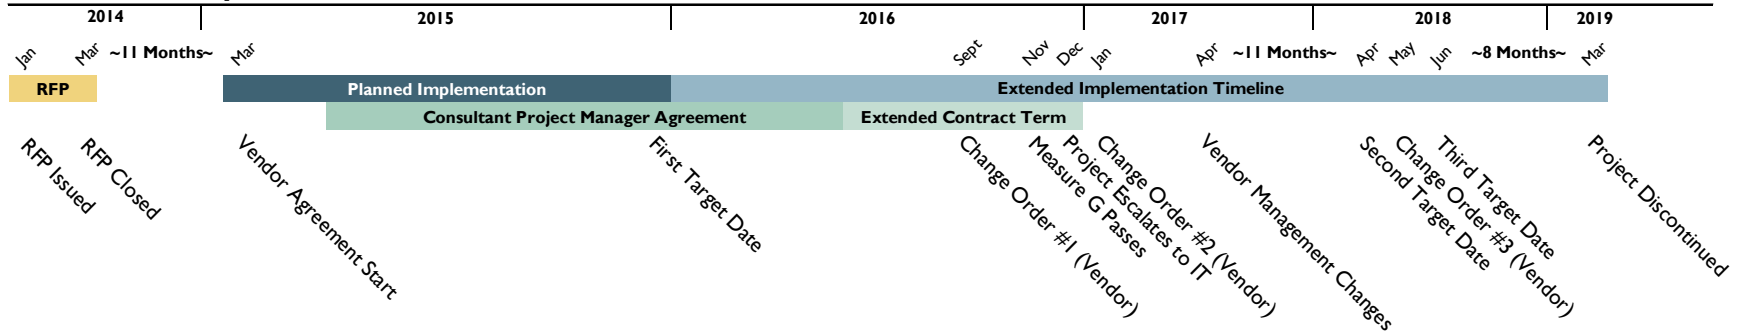 2014 2015 2016 2017 2018 2019
Jan Mar ~11 Months~ Mar Sept Nov Dec Jan Apr ~11 Months~ Apr May Jun ~8 Months~ Mar
RFP Planned Implementation Extended Implementation Timeline
Consultant Project Manager Agreement Extended Contract Term
RFP Issued
RFP Closed
Vendor Agreement Start
First Target Date
Change Order #1 (Vendor)
Measure G Passes
Project Escalates to IT
Change Order #2 (Vendor)
Vendor Management Changes
Second Target Date
Change Order #3 (Vendor)
Third Target Date
Project Discontinued